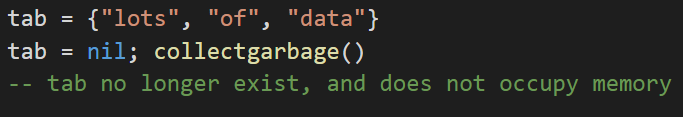 tab = {"lots", "of", "data"}
tab = nil; collectgarbage()
-- tab no longer exist, and does not occupy memory